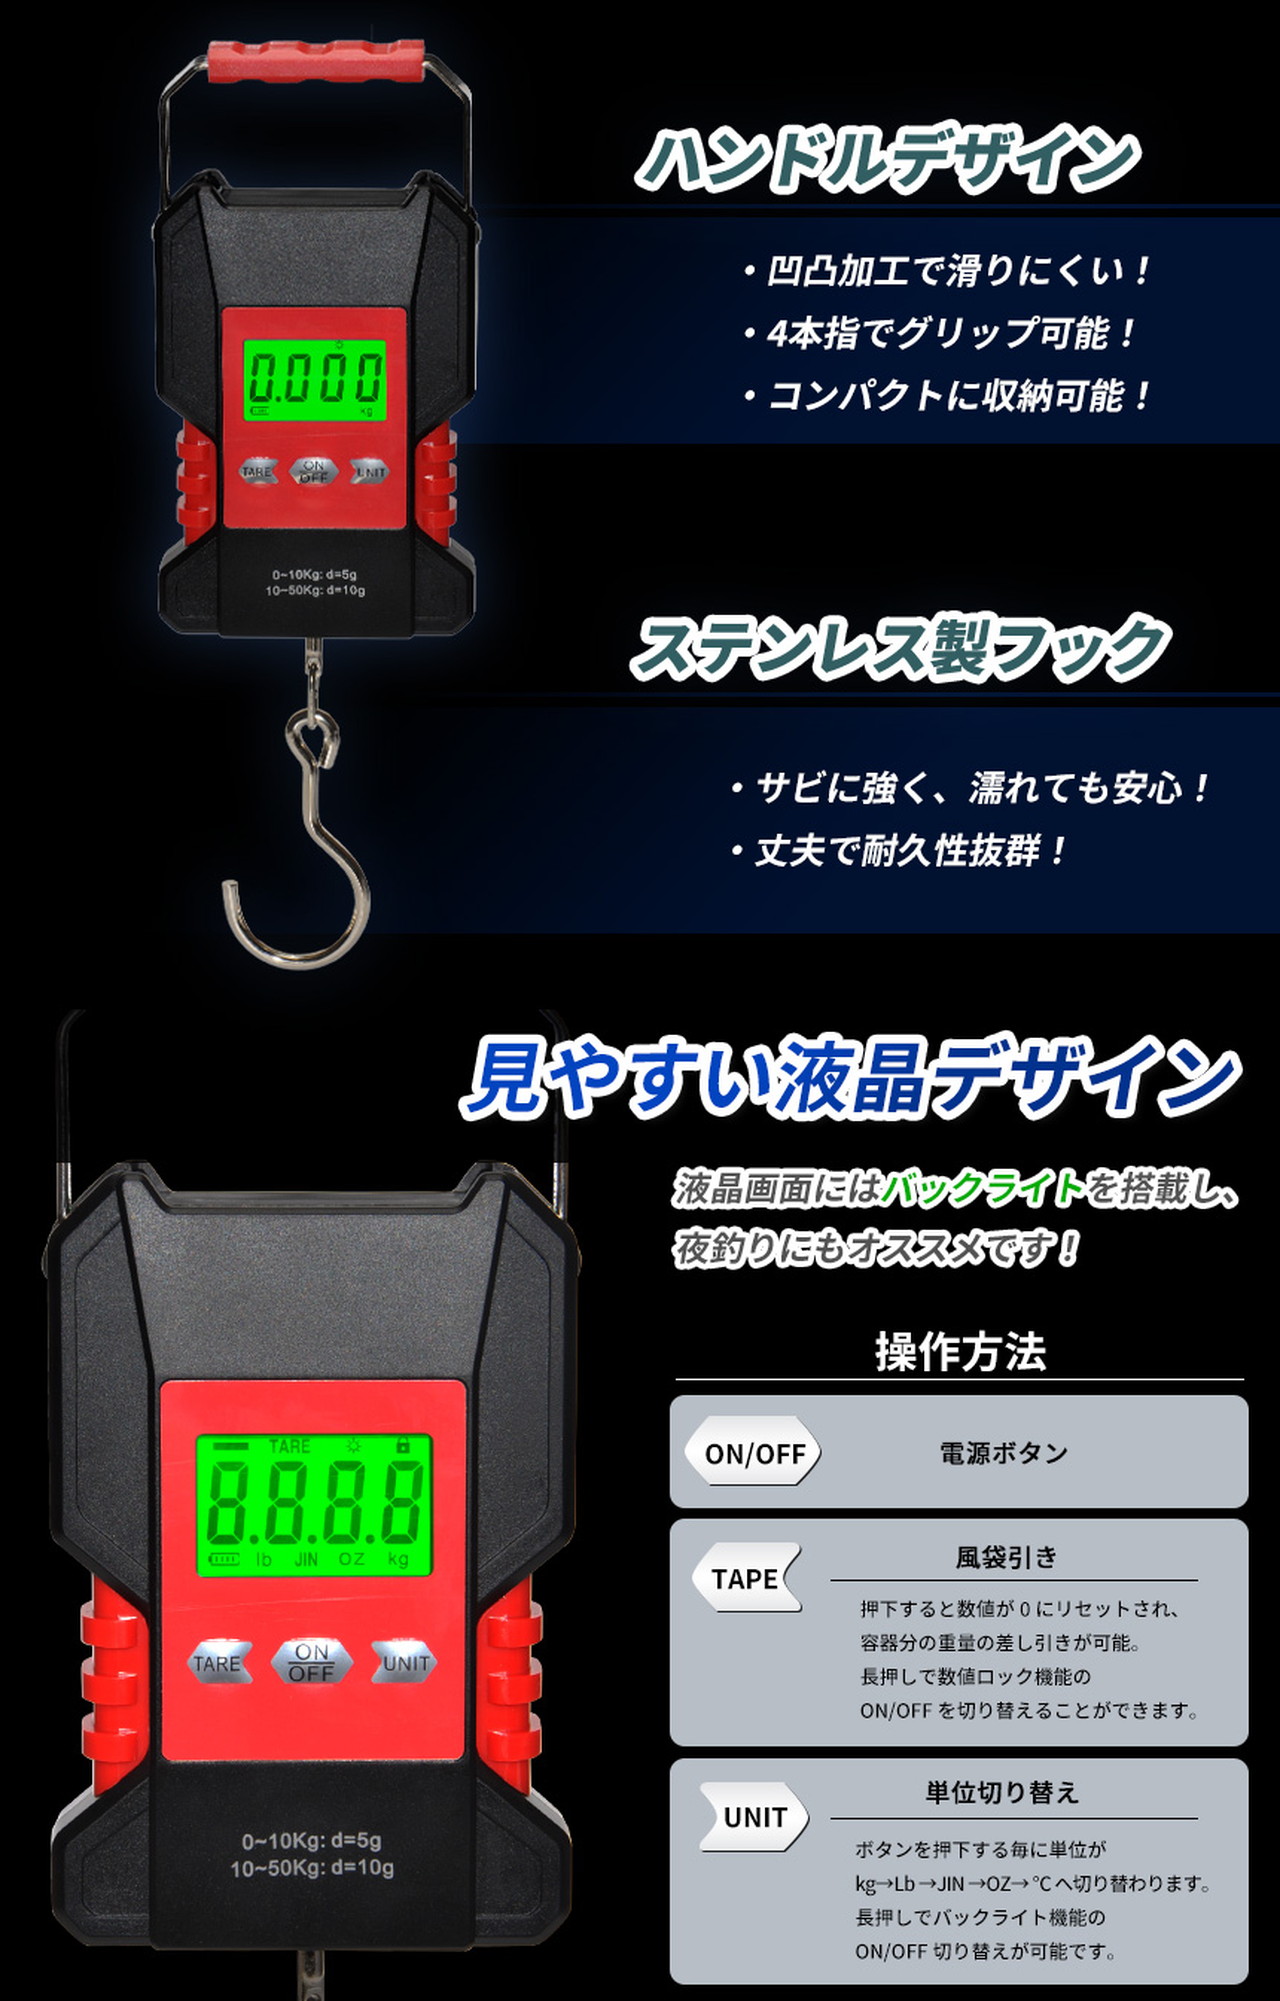 ハンドルデザイン
・凹凸加工で滑りにくい！
・4本指でグリップ可能！
・コンパクトに収納可能！
0.000
kg
TARE
ON
OFF
UNIT
0~10Kg: d=5g
10~50Kg: d=10g
ステンレス製フック
・サビに強く、濡れても安心！
・丈夫で耐久性抜群！
見やすい液晶デザイン
液晶画面にはバックライトを搭載し、
夜釣りにもオススメです！
TARE
8.8.8.8
lb JIN OZ kg
TARE
ON
OFF
UNIT
0~10Kg: d=5g
10~50Kg: d=10g
操作方法
ON/OFF
電源ボタン
TAPE
風袋引き
押下すると数値が 0 にリセットされ、
容器分の重量の差し引きが可能。
長押しで数値ロック機能の
ON/OFF を切り替えることができます。
UNIT
単位切り替え
ボタンを押下する毎に単位が
kg→Lb→JIN→OZ→℃ へ切り替わります。
長押しでバックライト機能の
ON/OFF 切り替えが可能です。